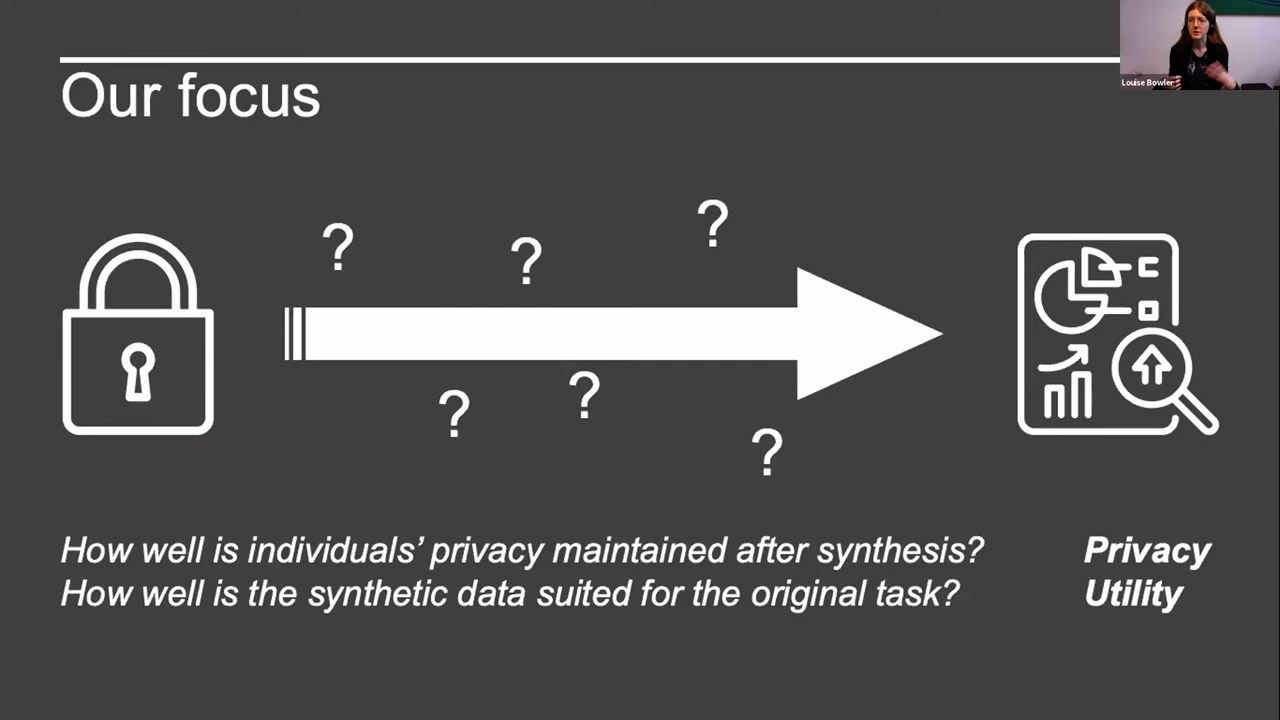 Our focus
Louise Bowler
?
?
?
?
?
?
How well is individuals’ privacy maintained after synthesis? Privacy
How well is the synthetic data suited for the original task? Utility